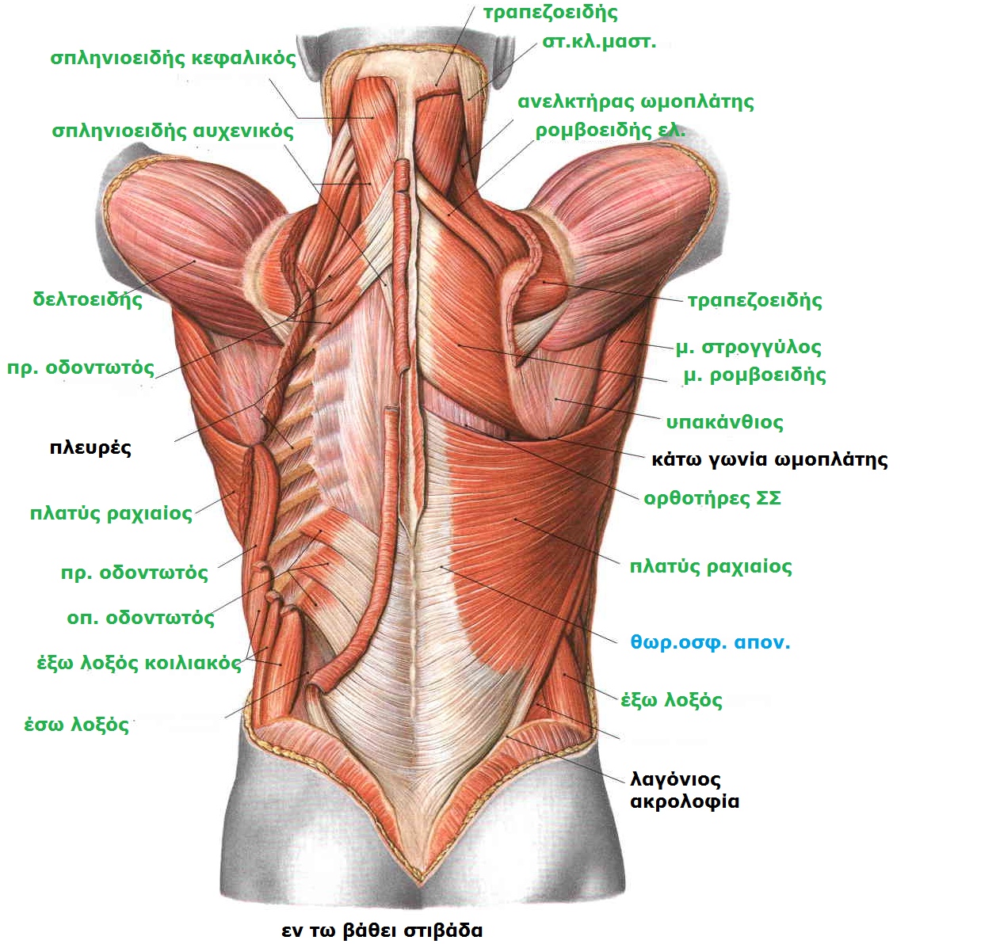 τραπεζοειδής
στ.κλ.μαστ.
σπληνιοειδής κεφαλικός
ανελκτήρας ωμοπλάτης
σπληνιοειδής αυχενικός
ρομβοειδής ελ.
δελτοειδής
τραπεζοειδής
μ. στρογγύλος
πρ. οδοντωτός
μ. ρομβοειδής
υπακάνθιος
πλευρές
κάτω γωνία ωμοπλάτης
ορθοτήρες ΣΣ
πλατύς ραχιαίος
πλατύς ραχιαίος
πρ. οδοντωτός
οπ. οδοντωτός
θωρ.οσφ. απον.
έξω λοξός κοιλιακός
έξω λοξός
έσω λοξός
λαγόνιος
ακρολοφία
εν τω βάθει στιβάδα